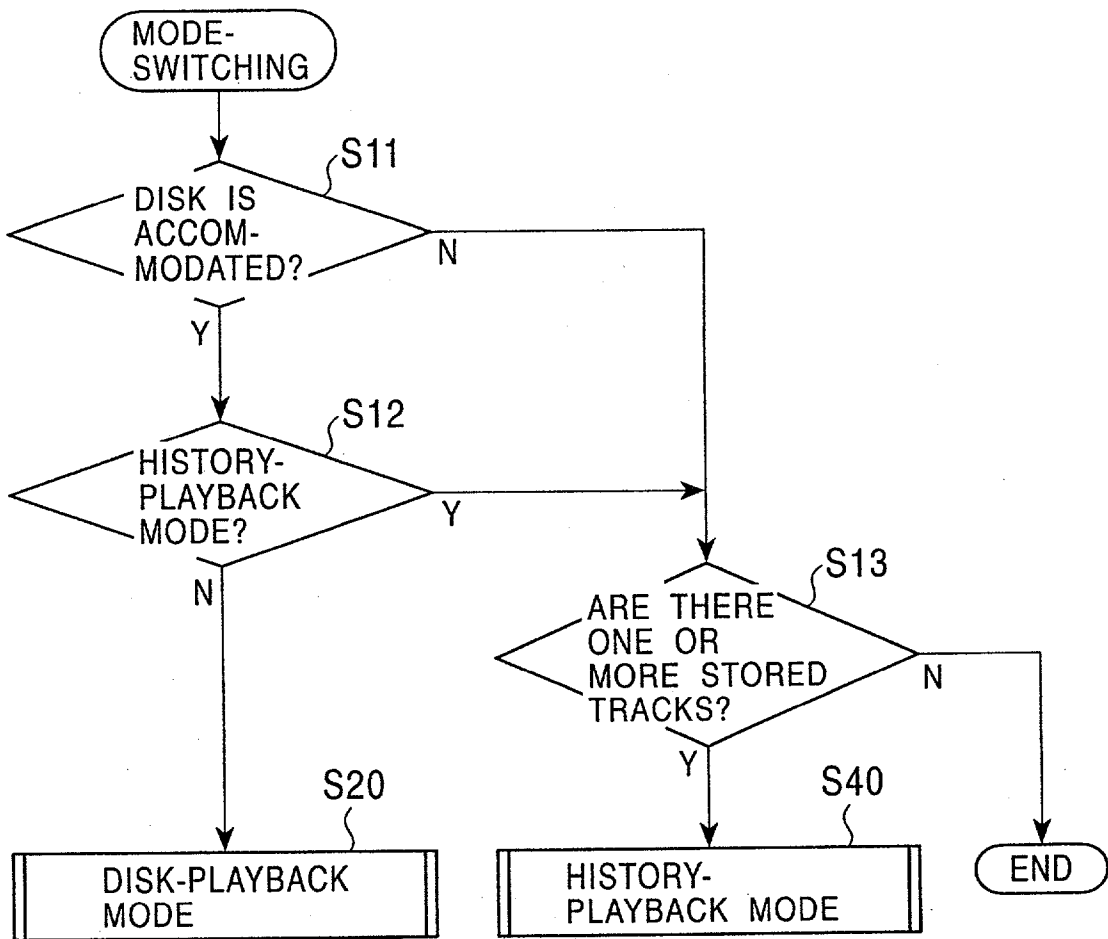 MODE-
SWITCHING
S11
DISK IS
ACCOM-
MODATED?
N
Y
S12
HISTORY-
PLAYBACK
MODE?
Y
N
S13
ARE THERE
ONE OR
MORE STORED
TRACKS?
N
Y
S20
DISK-PLAYBACK
MODE
S40
HISTORY-
PLAYBACK MODE
END